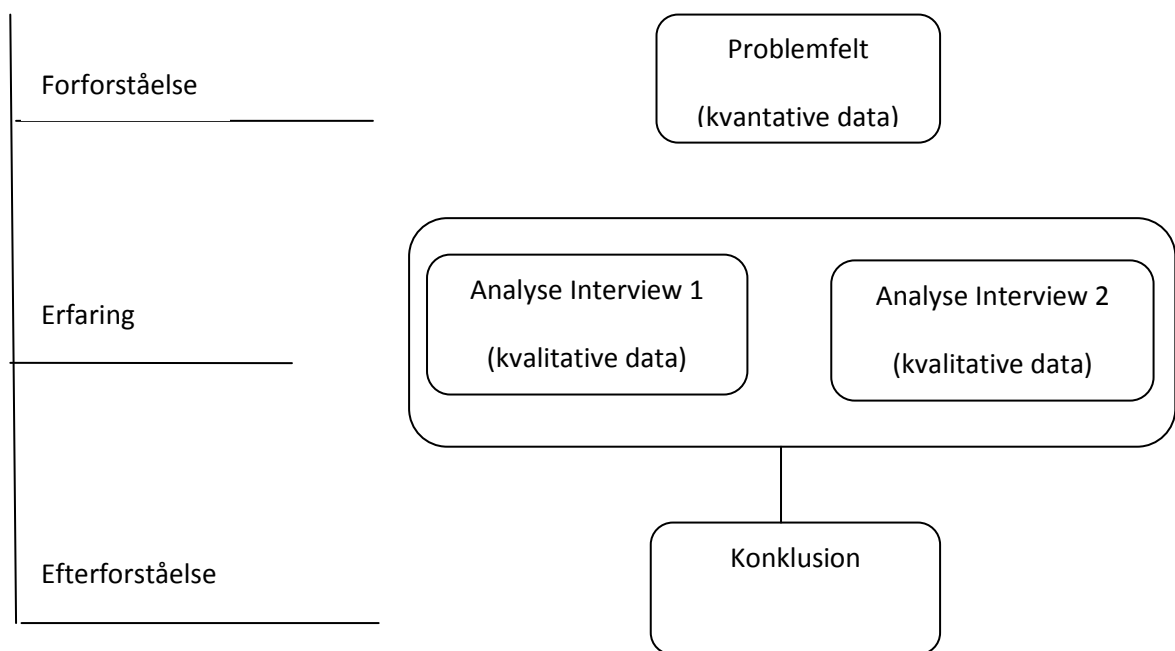 Forforståelse
Problemfelt
(kvantative data)
Erfaring
Analyse Interview 1
(kvalitative data)
Analyse Interview 2
(kvalitative data)
Efterforståelse
Konklusion